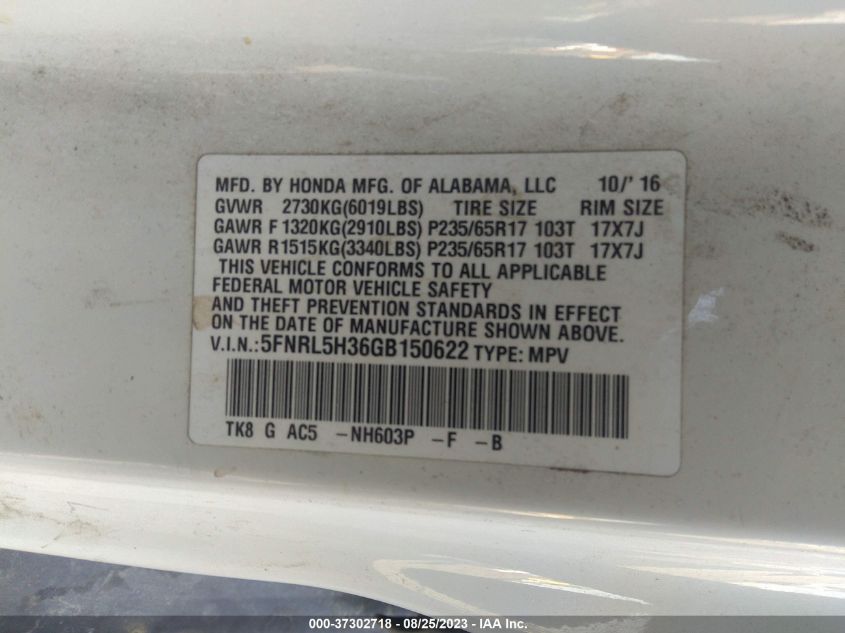 MFD. BY HONDA MFG. OF ALABAMA, LLC 10/' 16
GVWR 2730KG(6019LBS) TIRE SIZE RIM SIZE
GAWR F 1320KG(2910LBS) P235/65R17 103T 17X7J
GAWR R1515KG(3340LBS) P235/65R17 103T 17X7J
THIS VEHICLE CONFORMS TO ALL APPLICABLE
FEDERAL MOTOR VEHICLE SAFETY
AND THEFT PREVENTION STANDARDS IN EFFECT
ON THE DATE OF MANUFACTURE SHOWN ABOVE.
V.I.N.:5FNRL5H36GB150622 TYPE: MPV
TK8 G AC5 -NH603P -F -B
000-37302718 - 08/25/2023 - IAA Inc.